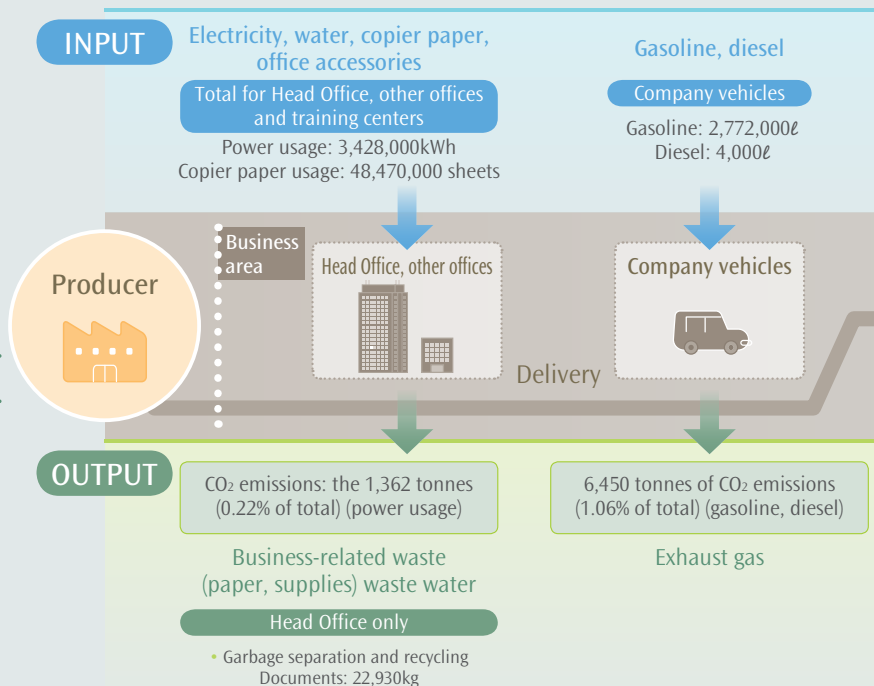 INPUT
Electricity, water, copier paper,
office accessories
Total for Head Office, other offices
and training centers
Power usage: 3,428,000kWh
Copier paper usage: 48,470,000 sheets
Gasoline, diesel
Company vehicles
Gasoline: 2,772,000ℓ
Diesel: 4,000ℓ
Producer
Business
area
Head Office, other offices
Company vehicles
Delivery
OUTPUT
CO₂ emissions: the 1,362 tonnes
(0.22% of total) (power usage)
Business-related waste
(paper, supplies) waste water
Head Office only
• Garbage separation and recycling
Documents: 22,930kg
6,450 tonnes of CO₂ emissions
(1.06% of total) (gasoline, diesel)
Exhaust gas